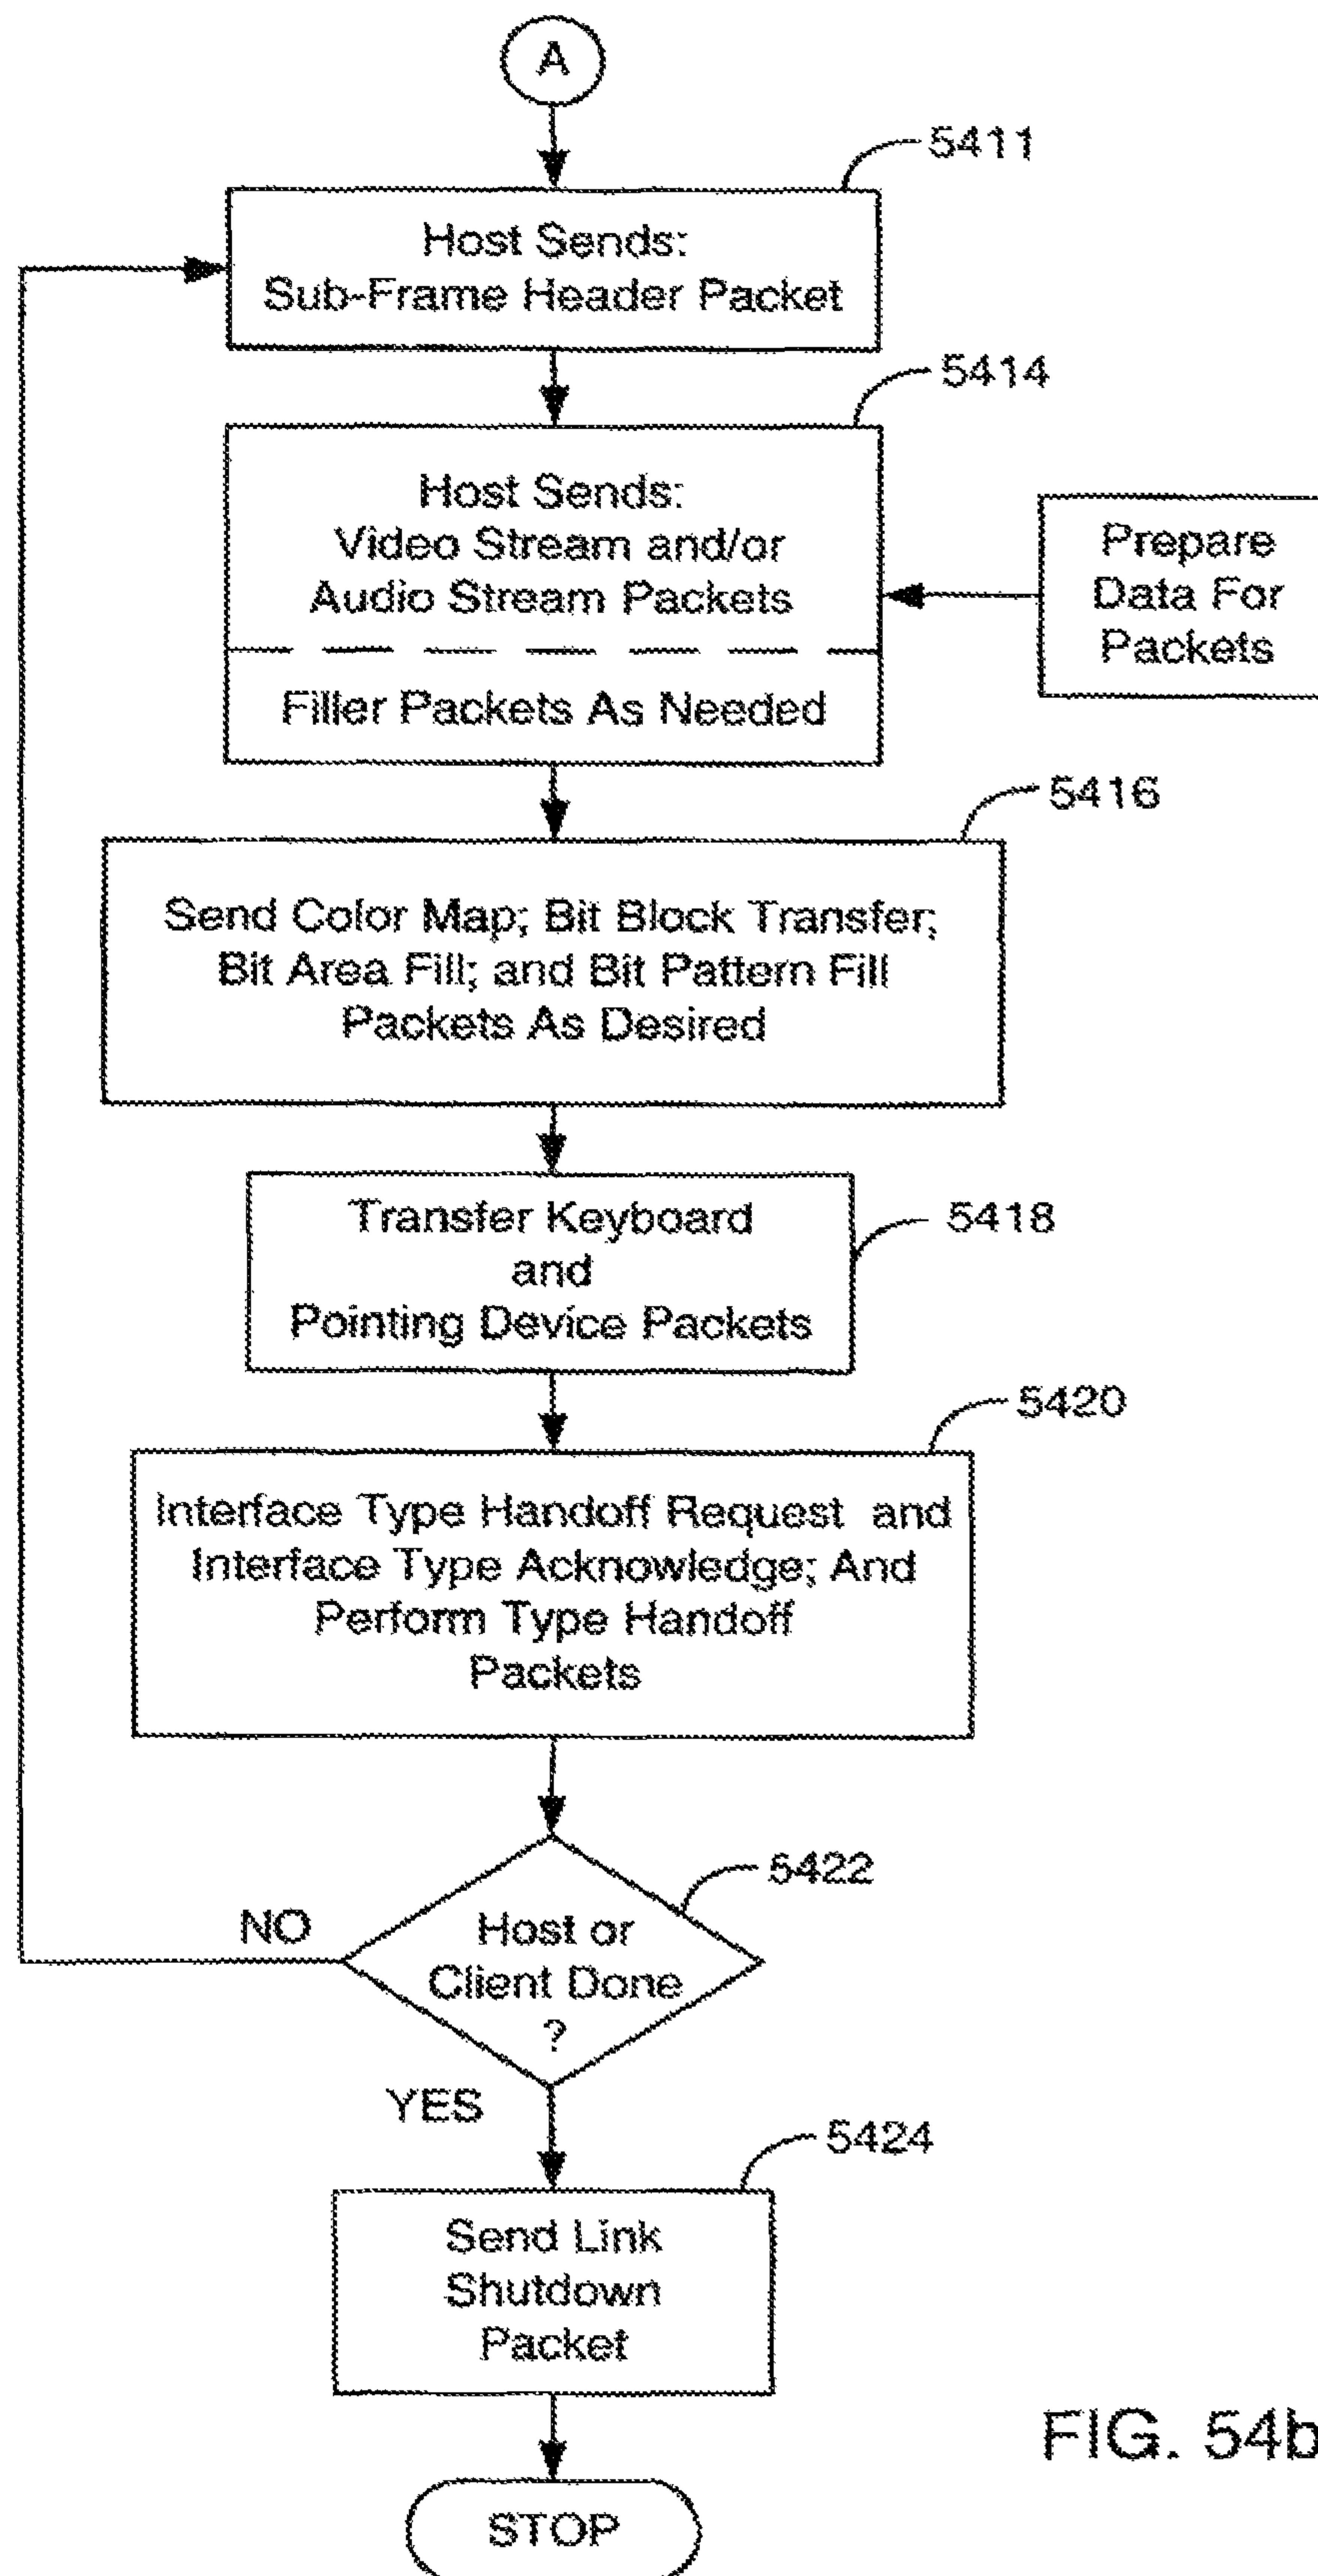 A
5411
Host Sends:
Sub-Frame Header Packet
5414
Host Sends:
Video Stream and/or
Audio Stream Packets
Filler Packets As Needed
Prepare
Data For
Packets
5416
Send Color Map; Bit Block Transfer;
Bit Area Fill; and Bit Pattern Fill
Packets As Desired
5418
Transfer Keyboard
and
Pointing Device Packets
5420
Interface Type Handoff Request and
Interface Type Acknowledge; And
Perform Type Handoff
Packets
5422
NO
Host or
Client Done
?
YES
5424
Send Link
Shutdown
Packet
FIG. 54b
STOP